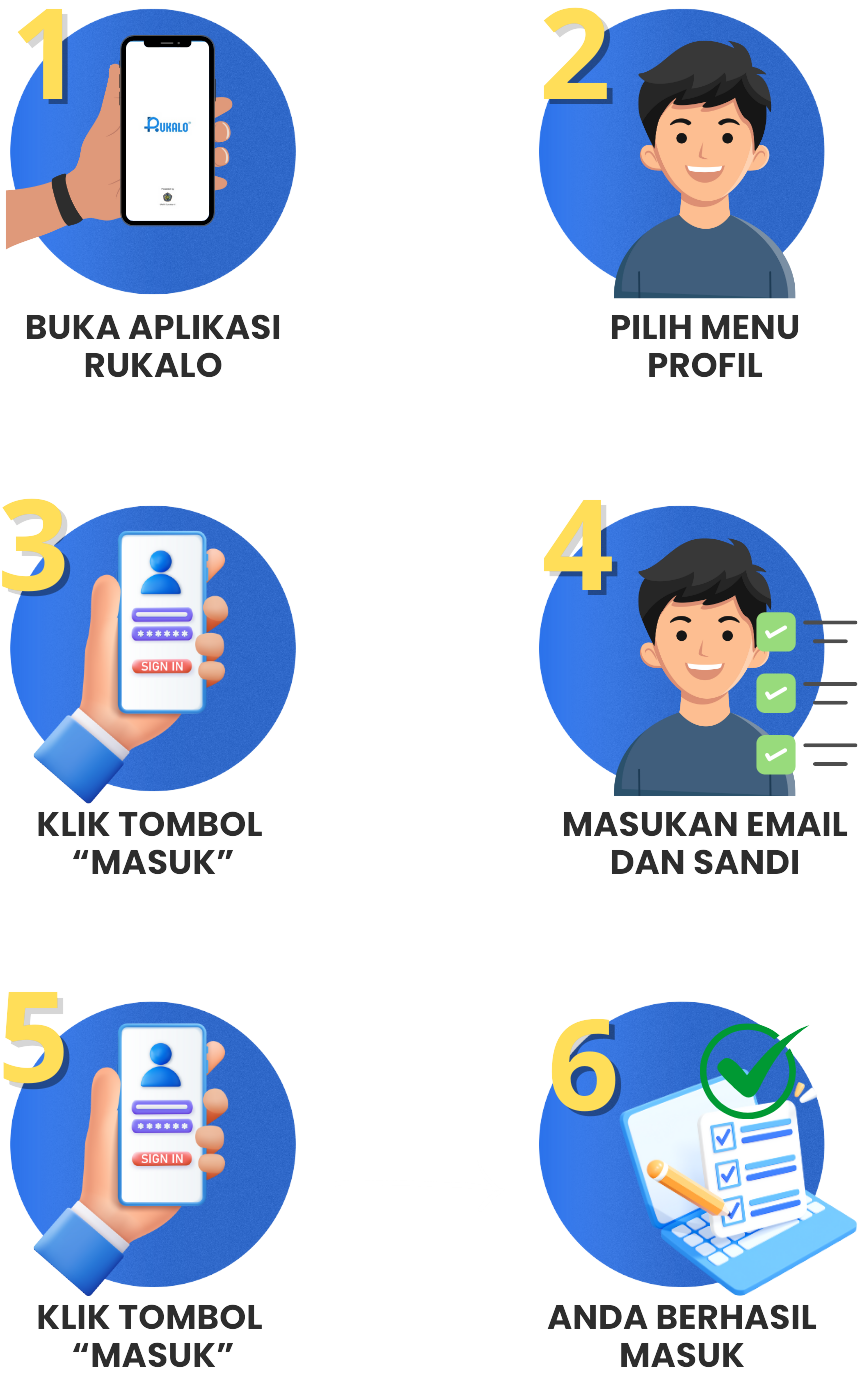 1
RUKALO
BUKA APLIKASI
RUKALO
2
PILIH MENU
PROFIL
3
******
SIGN IN
KLIK TOMBOL
“MASUK”
4
MASUKAN EMAIL
DAN SANDI
5
******
SIGN IN
KLIK TOMBOL
“MASUK”
6
ANDA BERHASIL
MASUK